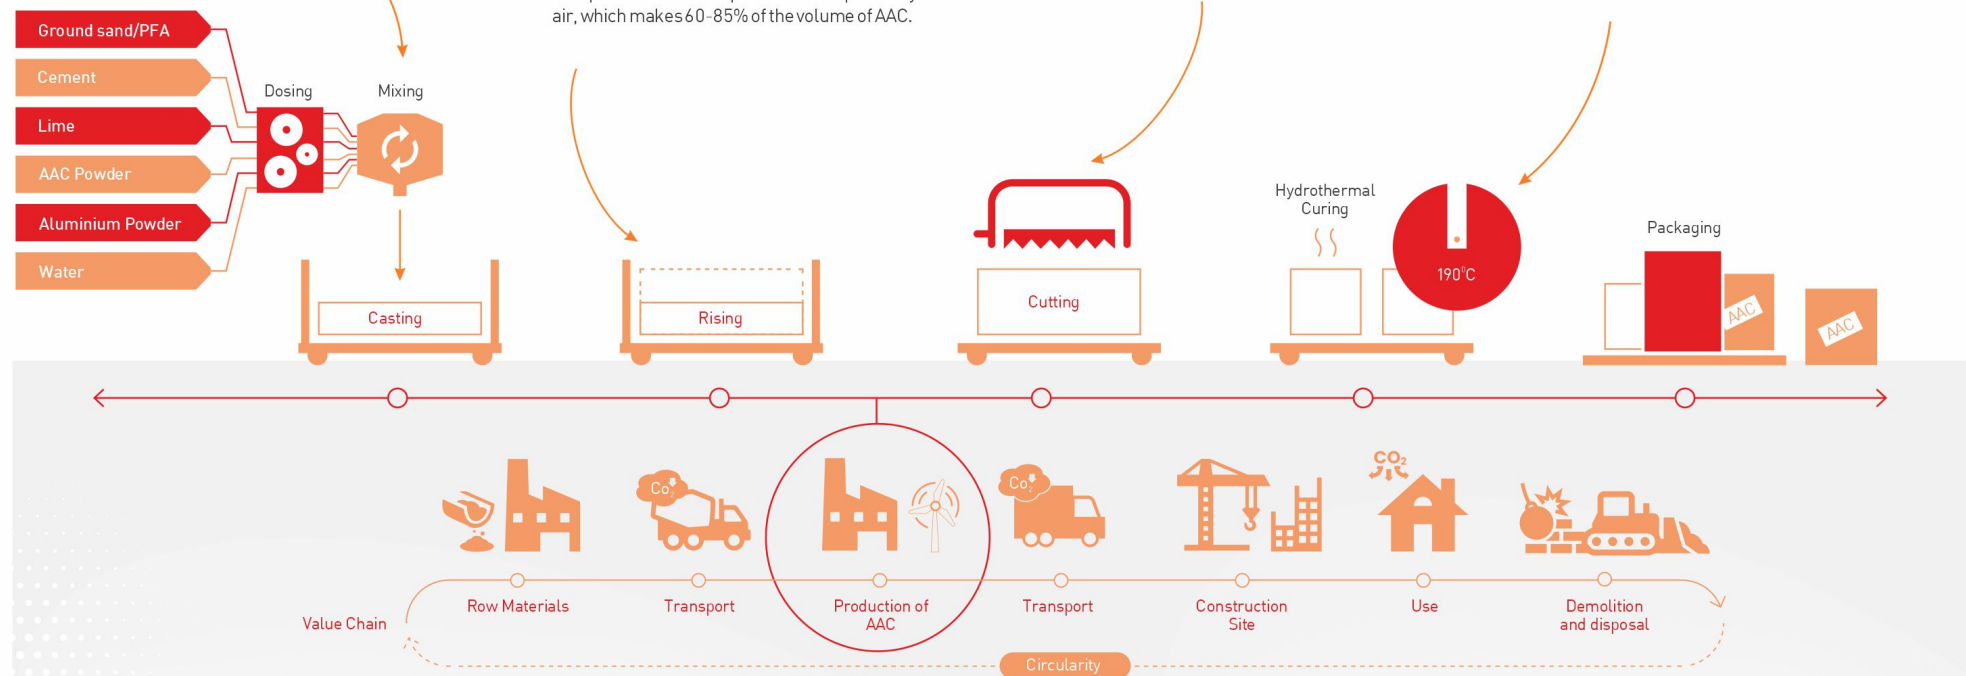 air, which makes 60-85% of the volume of AAC.
Ground sand/PFA
Cement
Lime
AAC Powder
Aluminium Powder
Water
Dosing
Mixing
Casting
Rising
Cutting
Hydrothermal
Curing
190°C
Packaging
AAC
AAC
Co₂
Co₂
CO₂
Value Chain
Row Materials
Transport
Production of
AAC
Transport
Construction
Site
Use
Demolition
and disposal
Circularity